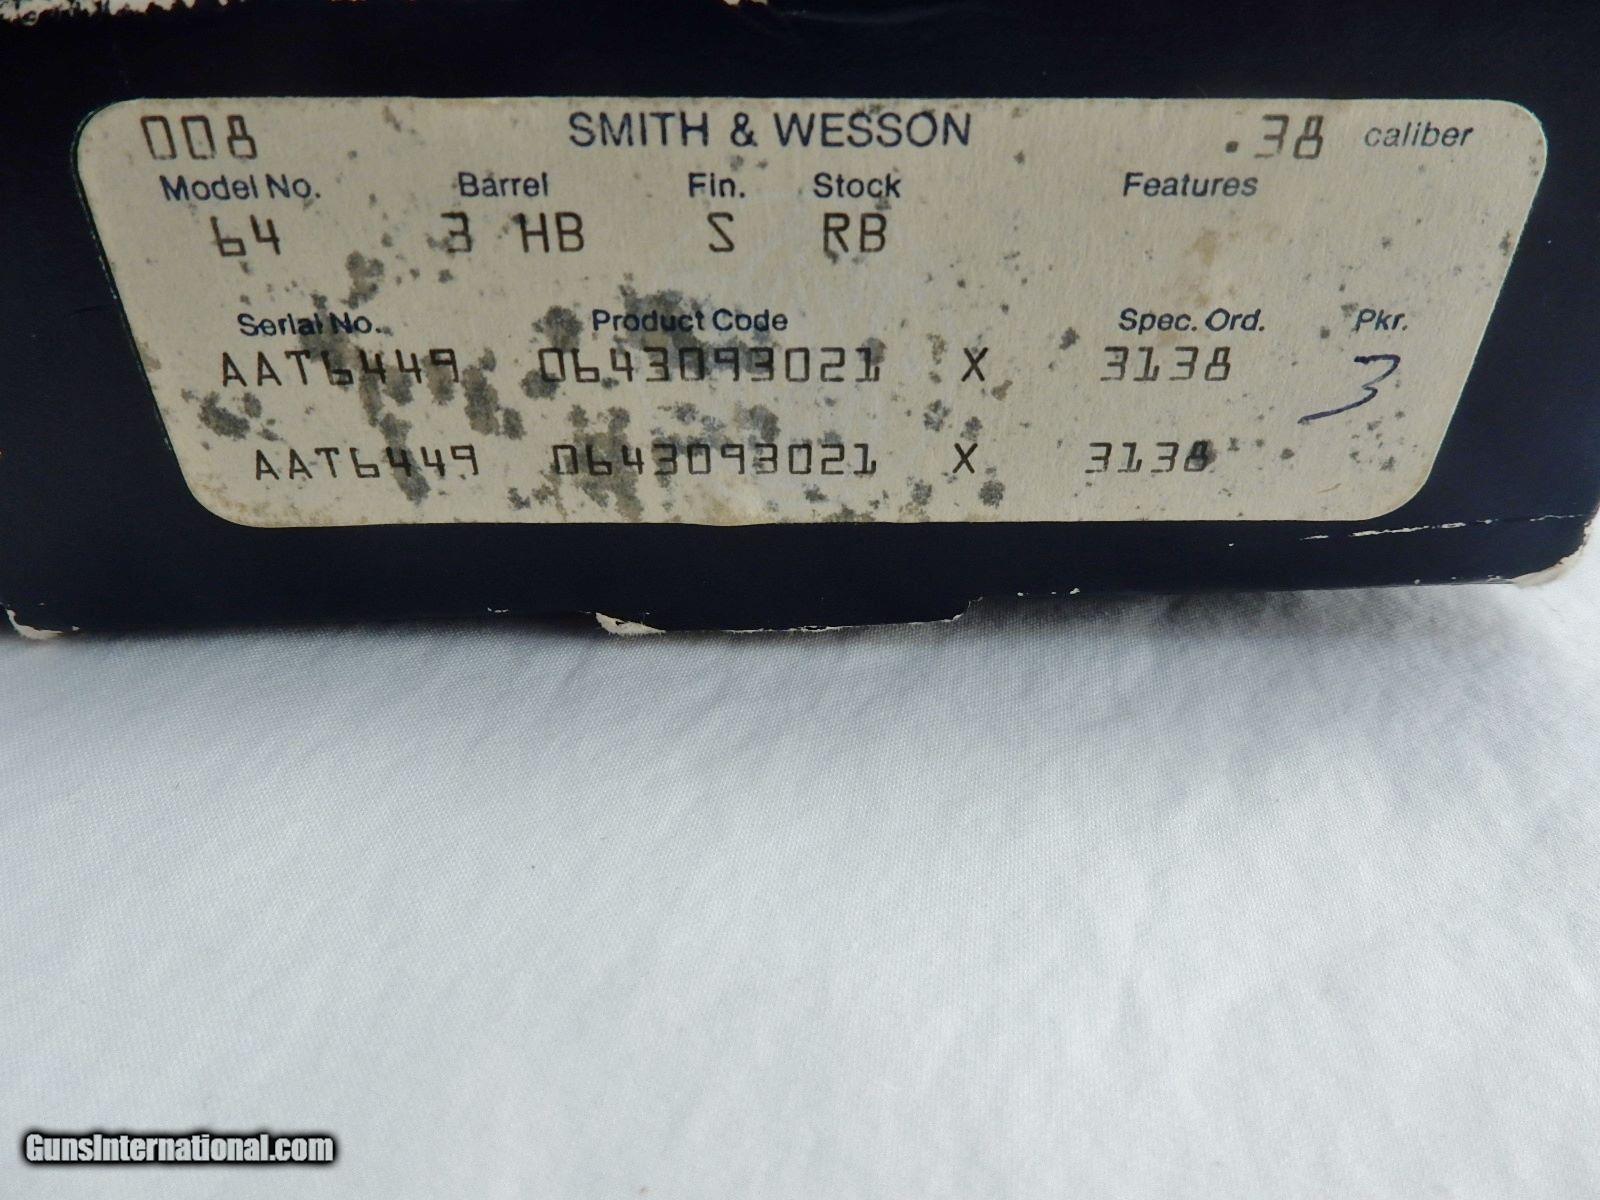 008 SMITH & WESSON .38 caliber
Model No. Barrel Fin. Stock Features
64 3 HB S RB
Serial No. Product Code Spec. Ord. Pkr.
AAT6449 0643093021 X 3138 3
AAT6449 0643093021 X 3138
GunsInternational.com